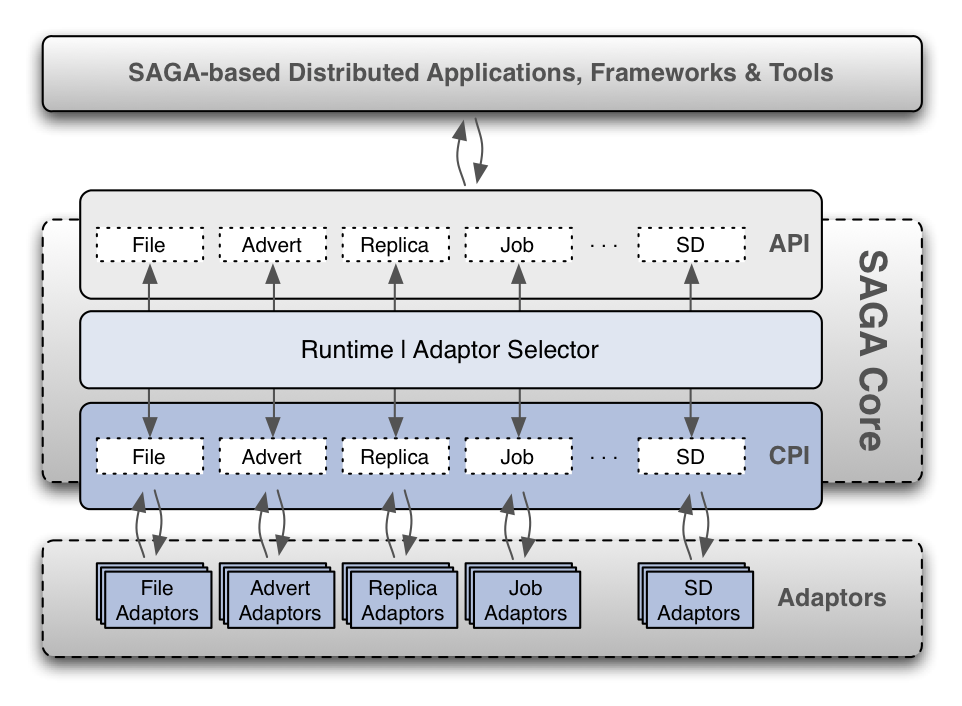 SAGA-based Distributed Applications, Frameworks & Tools
File Advert Replica Job . . . SD API
Runtime | Adaptor Selector
SAGA Core
File Advert Replica Job . . . SD CPI
File Advert Replica Job SD
Adaptors Adaptors Adaptors Adaptors Adaptors
Adaptors